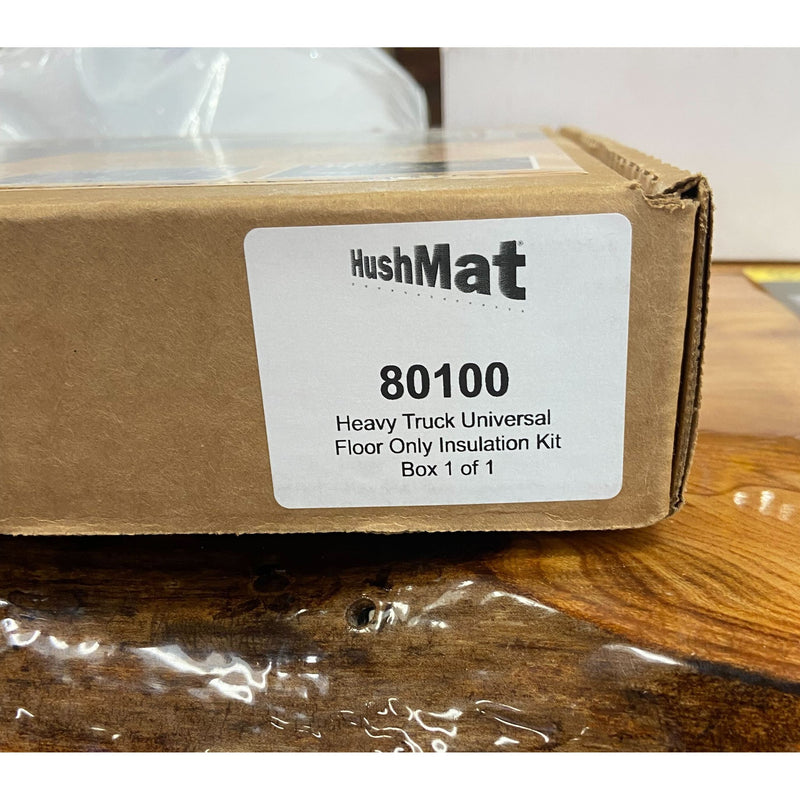 HushMat®
80100
Heavy Truck Universal
Floor Only Insulation Kit
Box 1 of 1